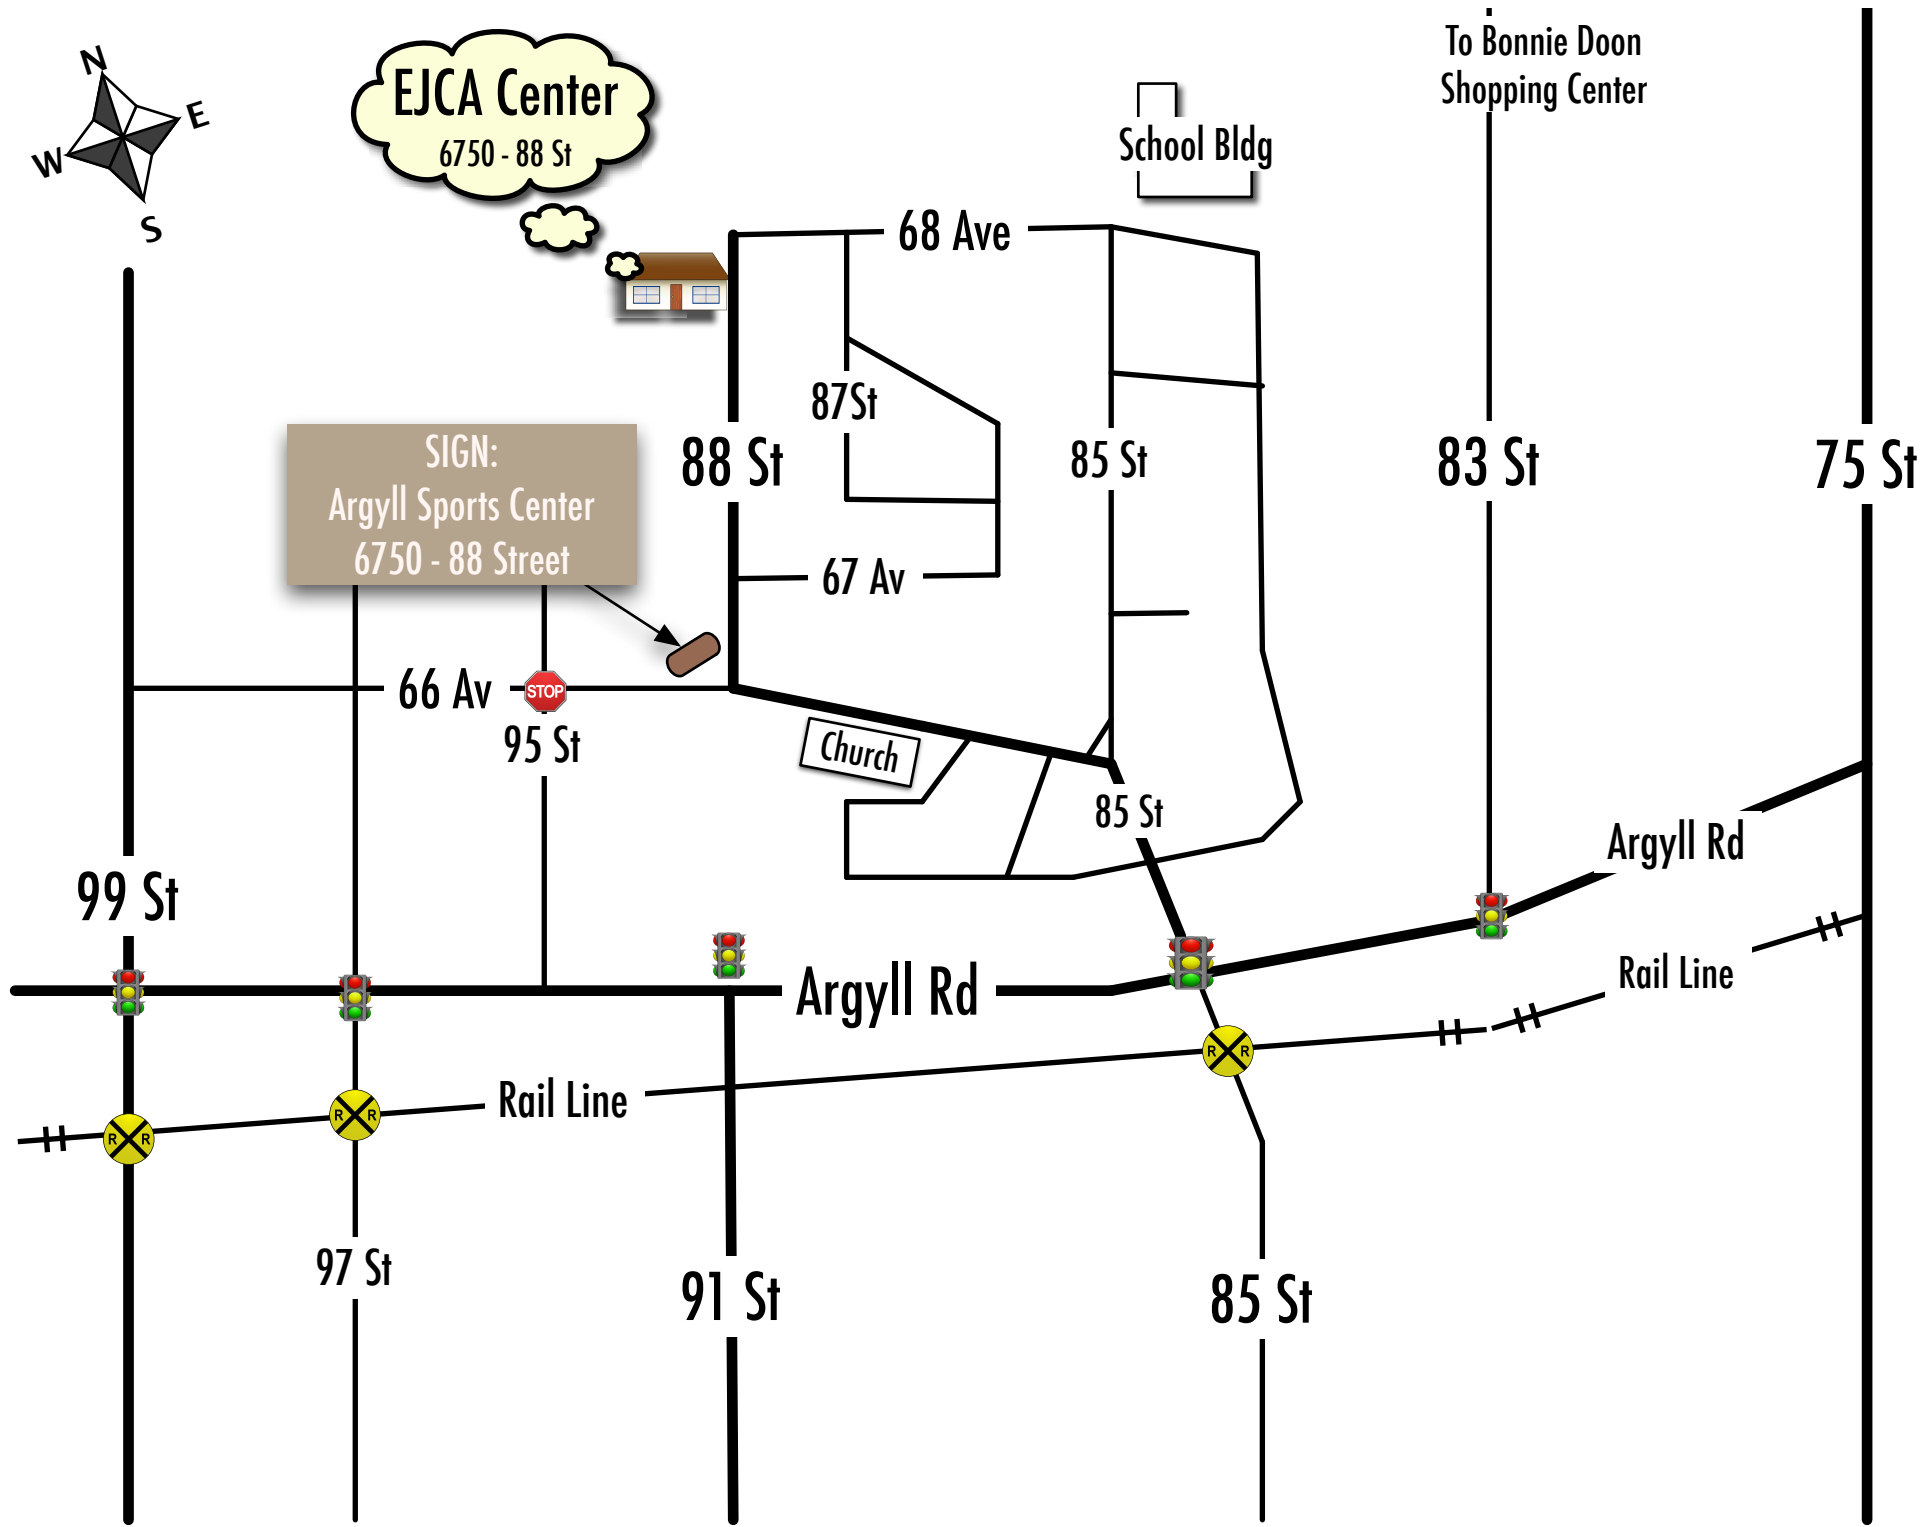 N
E
W
S
EJCA Center
6750 - 88 St
To Bonnie Doon
Shopping Center
School Bldg
68 Ave
87St
88 St
85 St
83 St
75 St
SIGN:
Argyll Sports Center
6750 - 88 Street
67 Av
66 Av
STOP
95 St
Church
85 St
Argyll Rd
99 St
Argyll Rd
Rail Line
R R
Rail Line
R R
R R
97 St
91 St
85 St